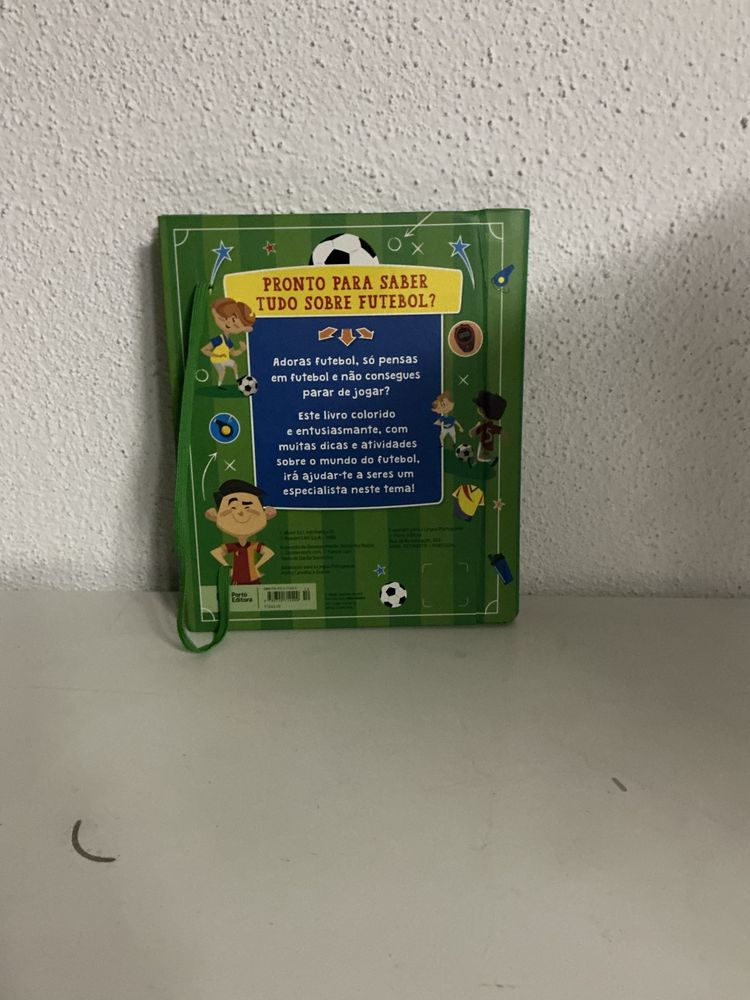 PRONTO PARA SABER
TUDO SOBRE FUTEBOL?
Adoras futebol, só pensas
em futebol e não consegues
parar de jogar?
Este livro colorido
e entusiasmante, com
muitas dicas e atividades
sobre o mundo do futebol,
irá ajudar-te a seres um
especialista neste tema!
Porto
Editora